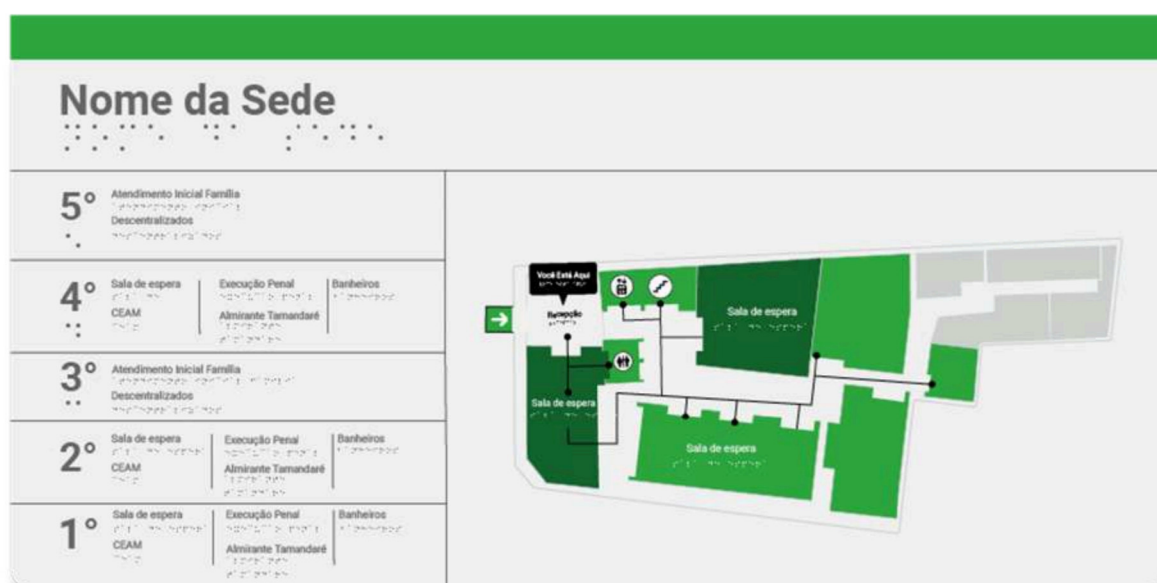 Nome da Sede
5°
Atendimento Inicial Família
Descentralizados
4°
Sala de espera
CEAM
Execução Penal
Almirante Tamandaré
Banheiros
3°
Atendimento Inicial Família
Descentralizados
2°
Sala de espera
CEAM
Execução Penal
Almirante Tamandaré
Banheiros
1°
Sala de espera
CEAM
Execução Penal
Almirante Tamandaré
Banheiros
Você Está Aqui
Recepção
Sala de espera
Sala de espera
Sala de espera